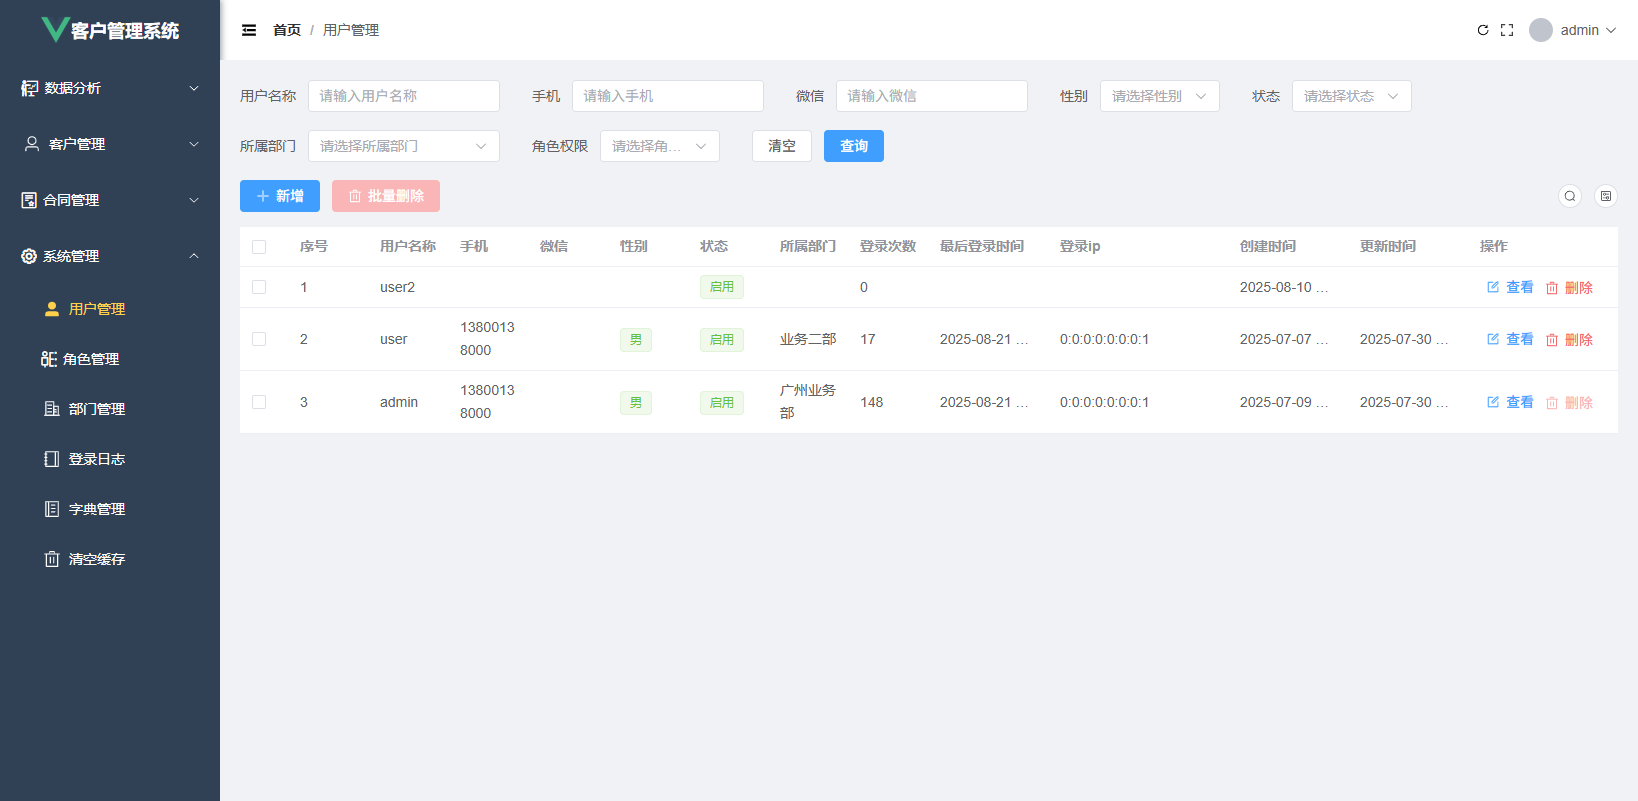 客户管理系统
首页 / 用户管理
admin
数据分析
客户管理
合同管理
系统管理
用户管理
角色管理
部门管理
登录日志
字典管理
清空缓存
用户名称 请输入用户名称 手机 请输入手机 微信 请输入微信 性别 请选择性别 状态 请选择状态
所属部门 请选择所属部门 角色权限 请选择角... 清空 查询
新增 批量删除
序号 用户名称 手机 微信 性别 状态 所属部门 登录次数 最后登录时间 登录ip 创建时间 更新时间 操作
1 user2 启用 0 2025-08-10 ... 查看 删除
2 user 13800138000 男 启用 业务二部 17 2025-08-21 ... 0:0:0:0:0:0:0:1 2025-07-07 ... 2025-07-30 ... 查看 删除
3 admin 13800138000 男 启用 广州业务部 148 2025-08-21 ... 0:0:0:0:0:0:0:1 2025-07-09 ... 2025-07-30 ... 查看 删除